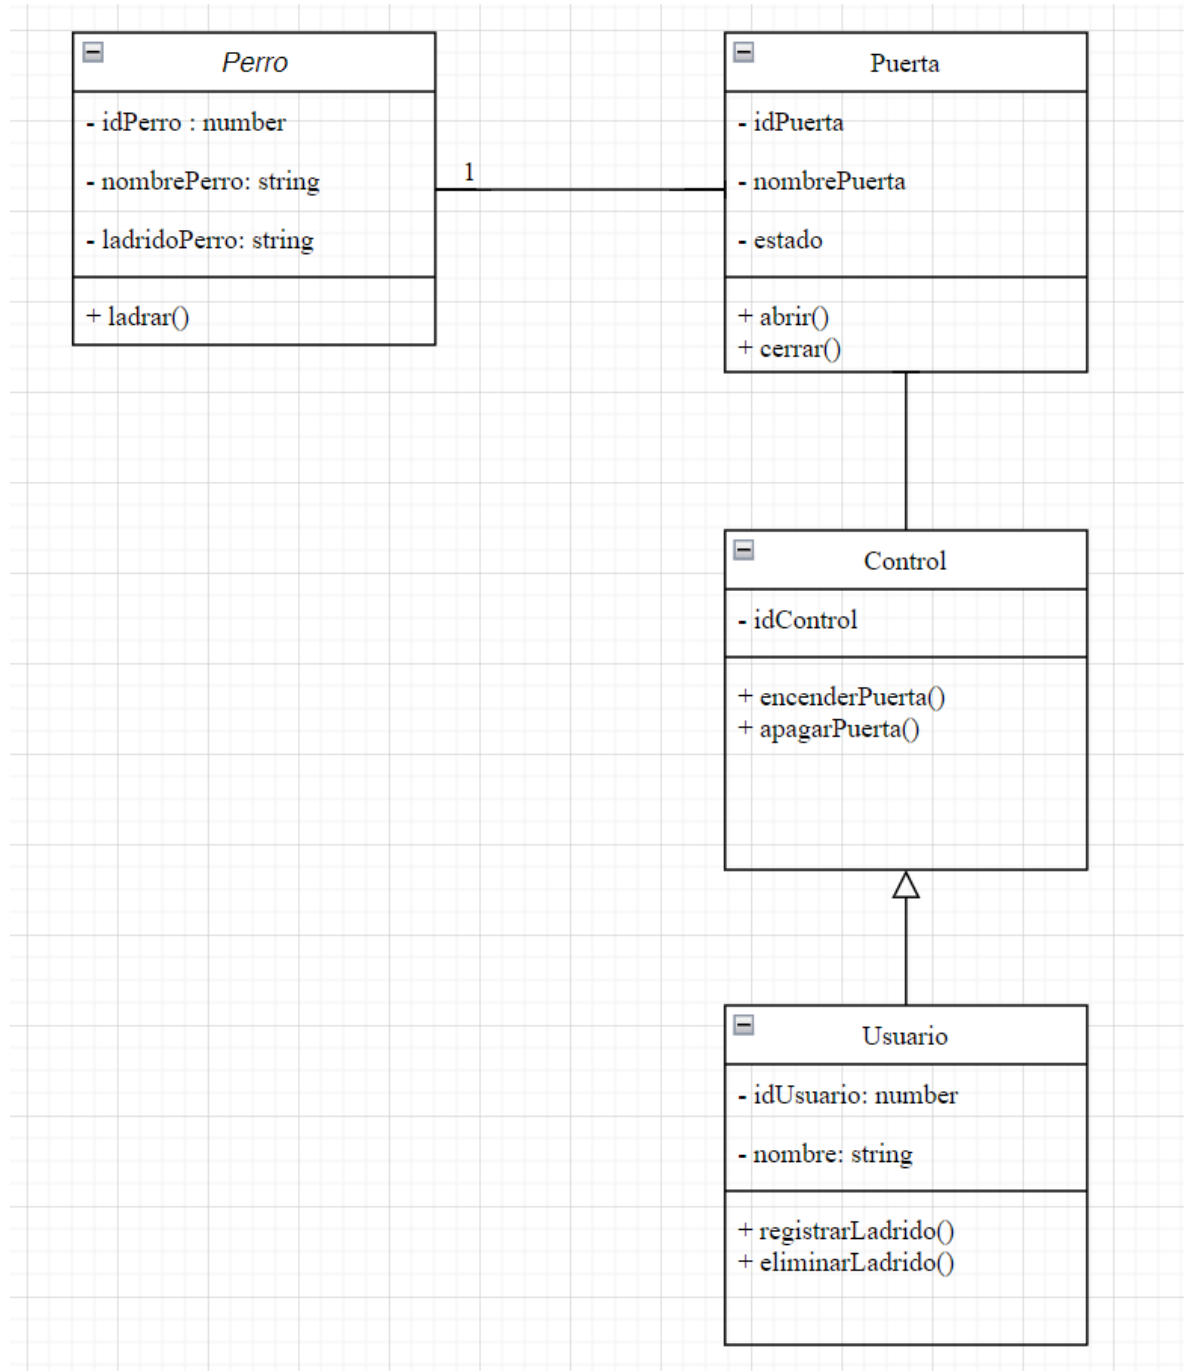 Perro
- idPerro : number
- nombrePerro: string
- ladridoPerro: string
+ ladrar()
1
Puerta
- idPuerta
- nombrePuerta
- estado
+ abrir()
+ cerrar()
Control
- idControl
+ encenderPuerta()
+ apagarPuerta()
Usuario
- idUsuario: number
- nombre: string
+ registrarLadrido()
+ eliminarLadrido()